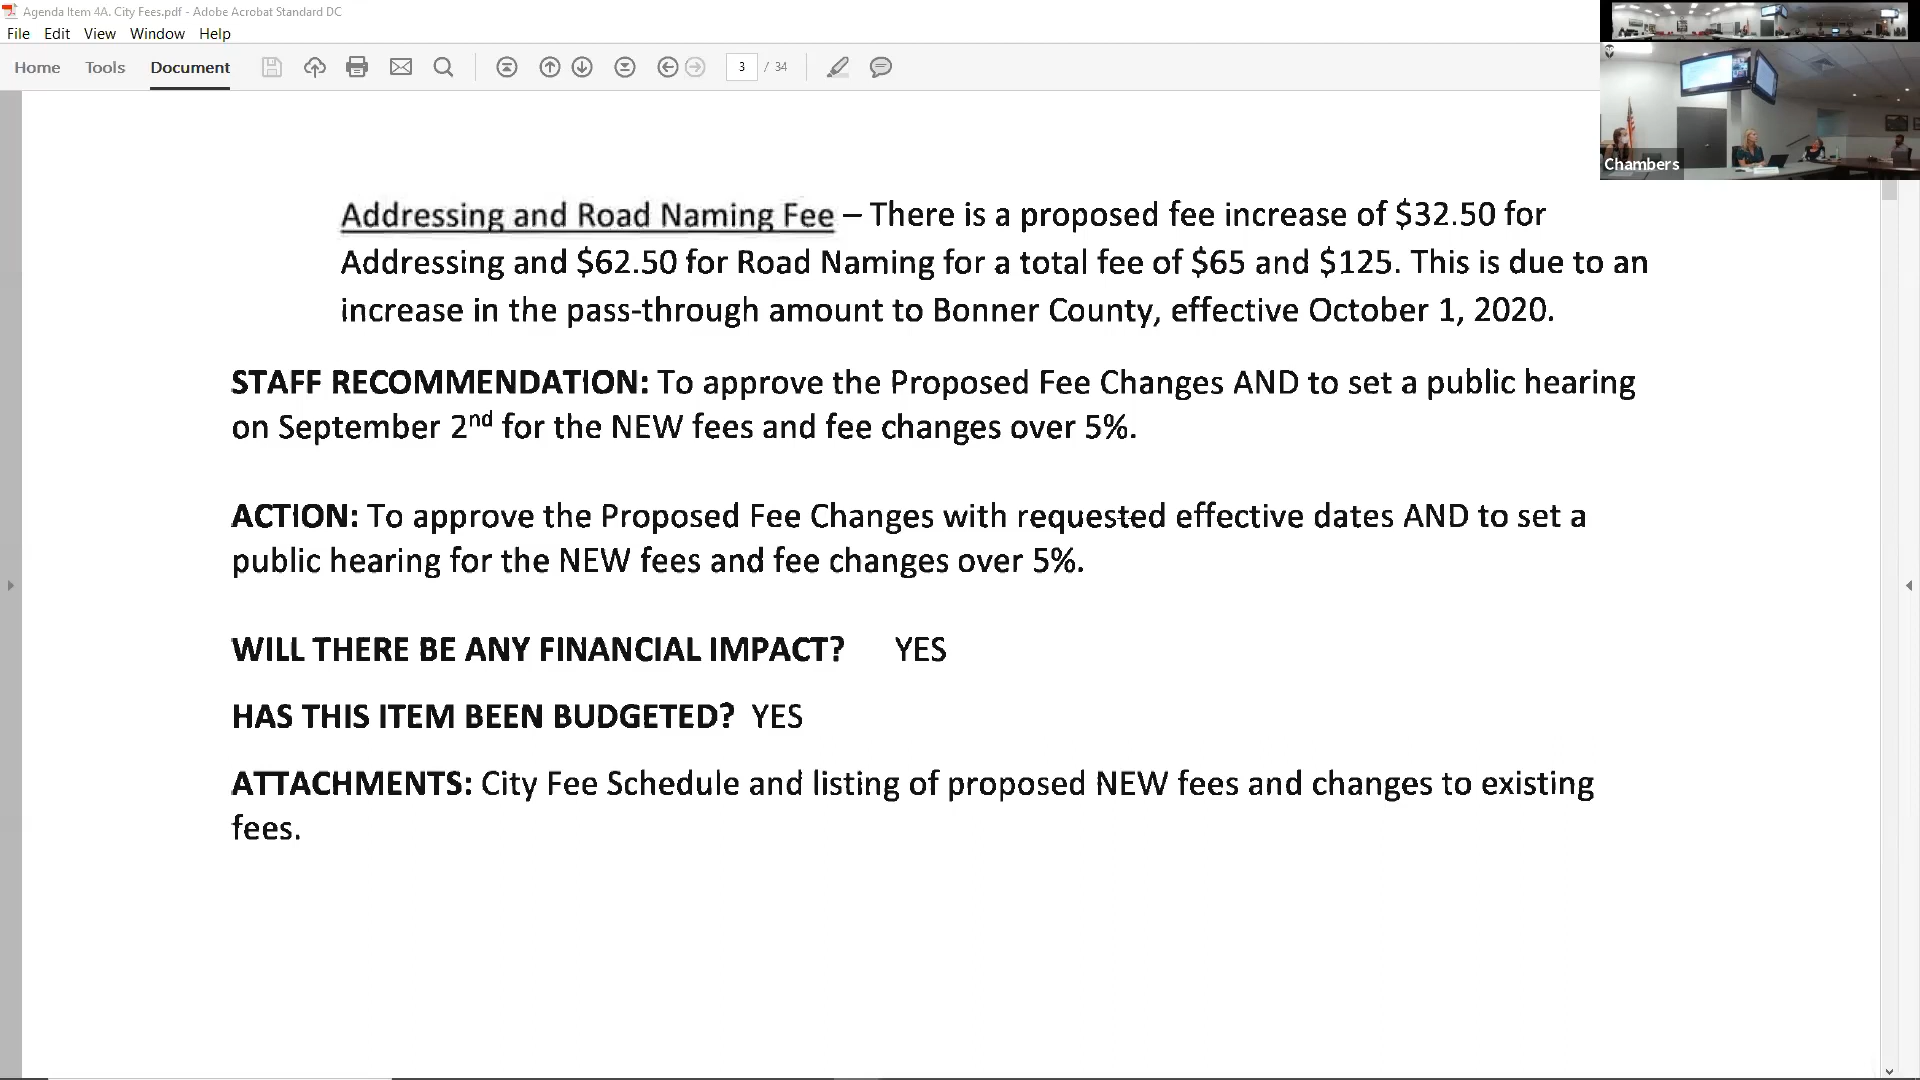 Agenda Item 4A. City Fees.pdf - Adobe Acrobat Standard DC
File Edit View Window Help
Home Tools Document 3 / 34
Chambers
Addressing and Road Naming Fee – There is a proposed fee increase of $32.50 for
Addressing and $62.50 for Road Naming for a total fee of $65 and $125. This is due to an
increase in the pass-through amount to Bonner County, effective October 1, 2020.
STAFF RECOMMENDATION: To approve the Proposed Fee Changes AND to set a public hearing
on September 2nd for the NEW fees and fee changes over 5%.
ACTION: To approve the Proposed Fee Changes with requested effective dates AND to set a
public hearing for the NEW fees and fee changes over 5%.
WILL THERE BE ANY FINANCIAL IMPACT? YES
HAS THIS ITEM BEEN BUDGETED? YES
ATTACHMENTS: City Fee Schedule and listing of proposed NEW fees and changes to existing
fees.